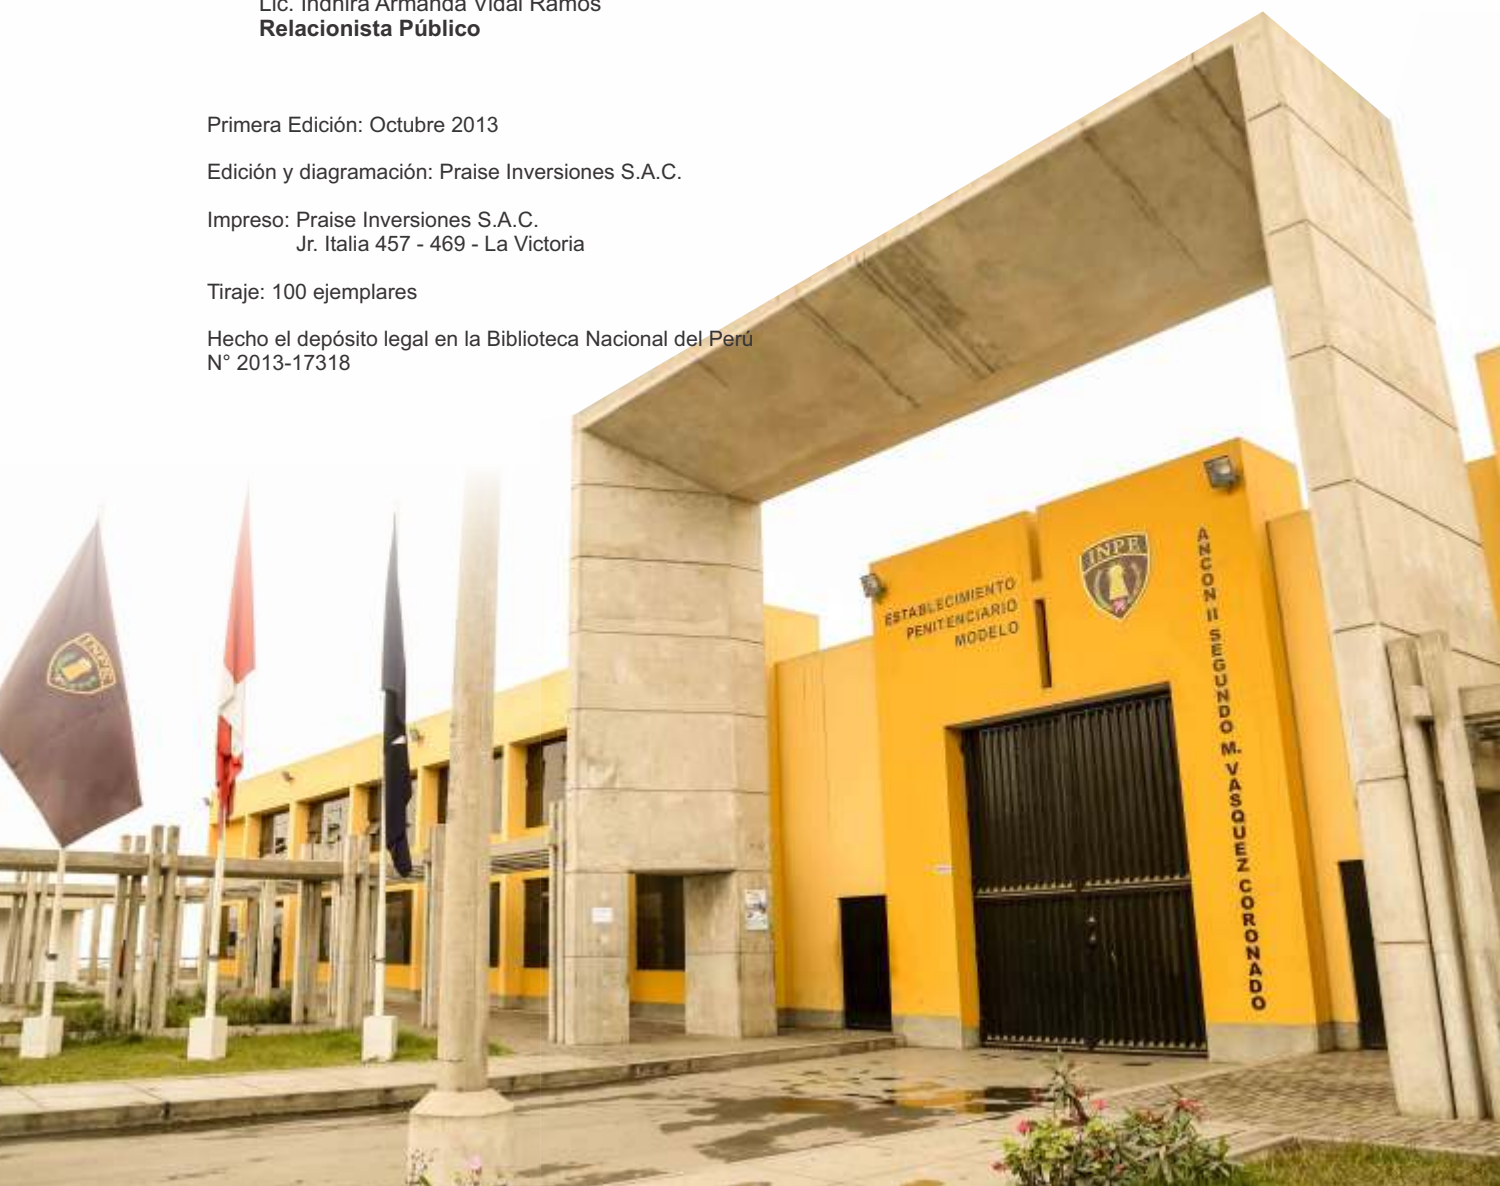 Lic. Indhira Armanda Vidal Ramos
Relacionista Público
Primera Edición: Octubre 2013
Edición y diagramación: Praise Inversiones S.A.C.
Impreso: Praise Inversiones S.A.C.
Jr. Italia 457 - 469 - La Victoria
Tiraje: 100 ejemplares
Hecho el depósito legal en la Biblioteca Nacional del Perú
N° 2013-17318
INPE
ESTABLECIMIENTO
PENITENCIARIO
MODELO
INPE
ANCON II SEGUNDO M. VASQUEZ CORONADO